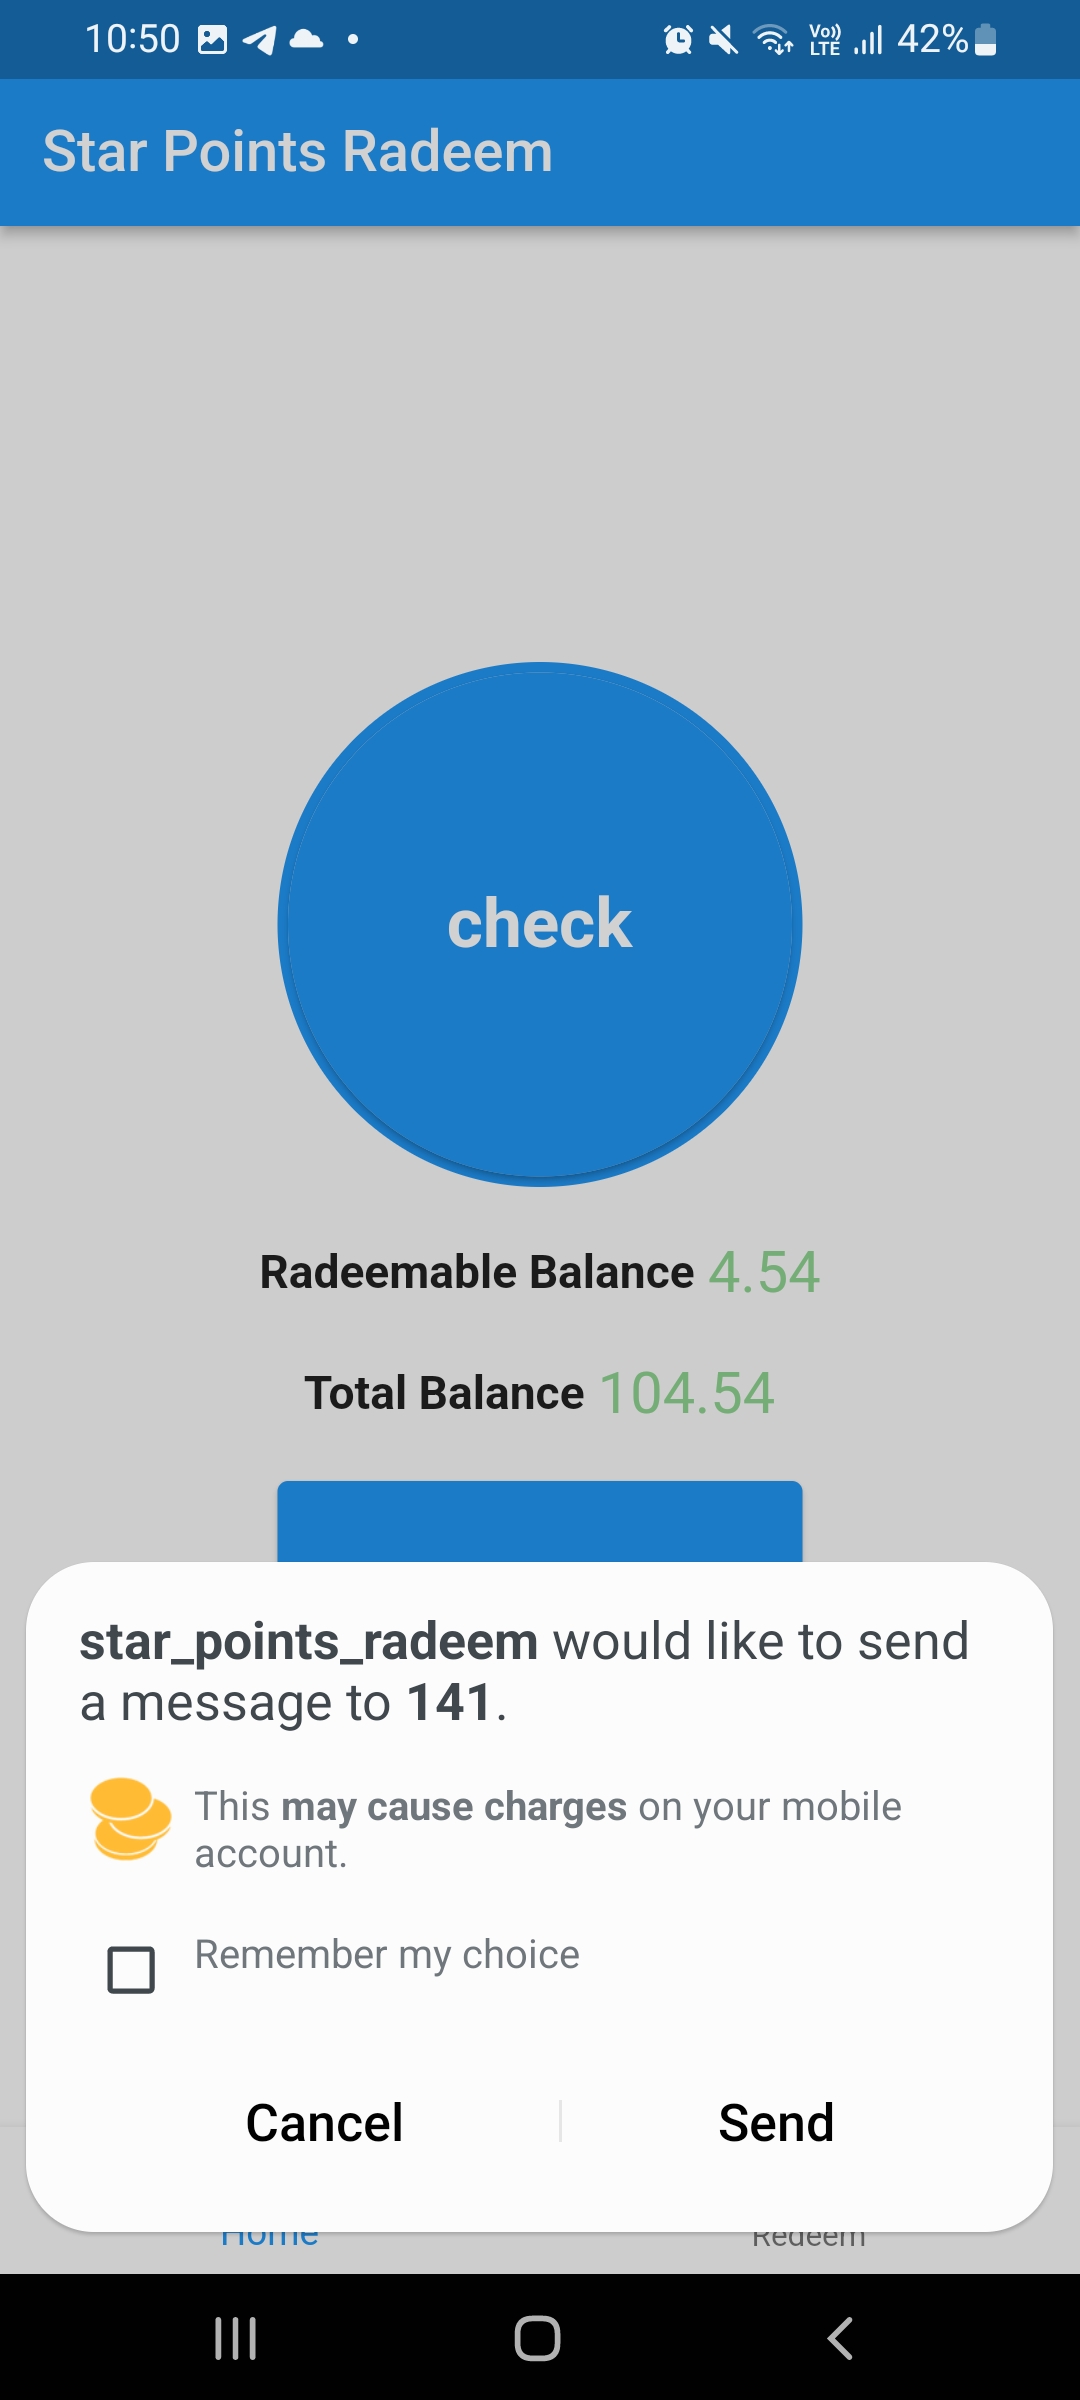 10:50
Vo)) LTE 42%
Star Points Radeem
check
Radeemable Balance 4.54
Total Balance 104.54
star_points_radeem would like to send
a message to 141.
This may cause charges on your mobile
account.
Remember my choice
Cancel Send
Home Redeem